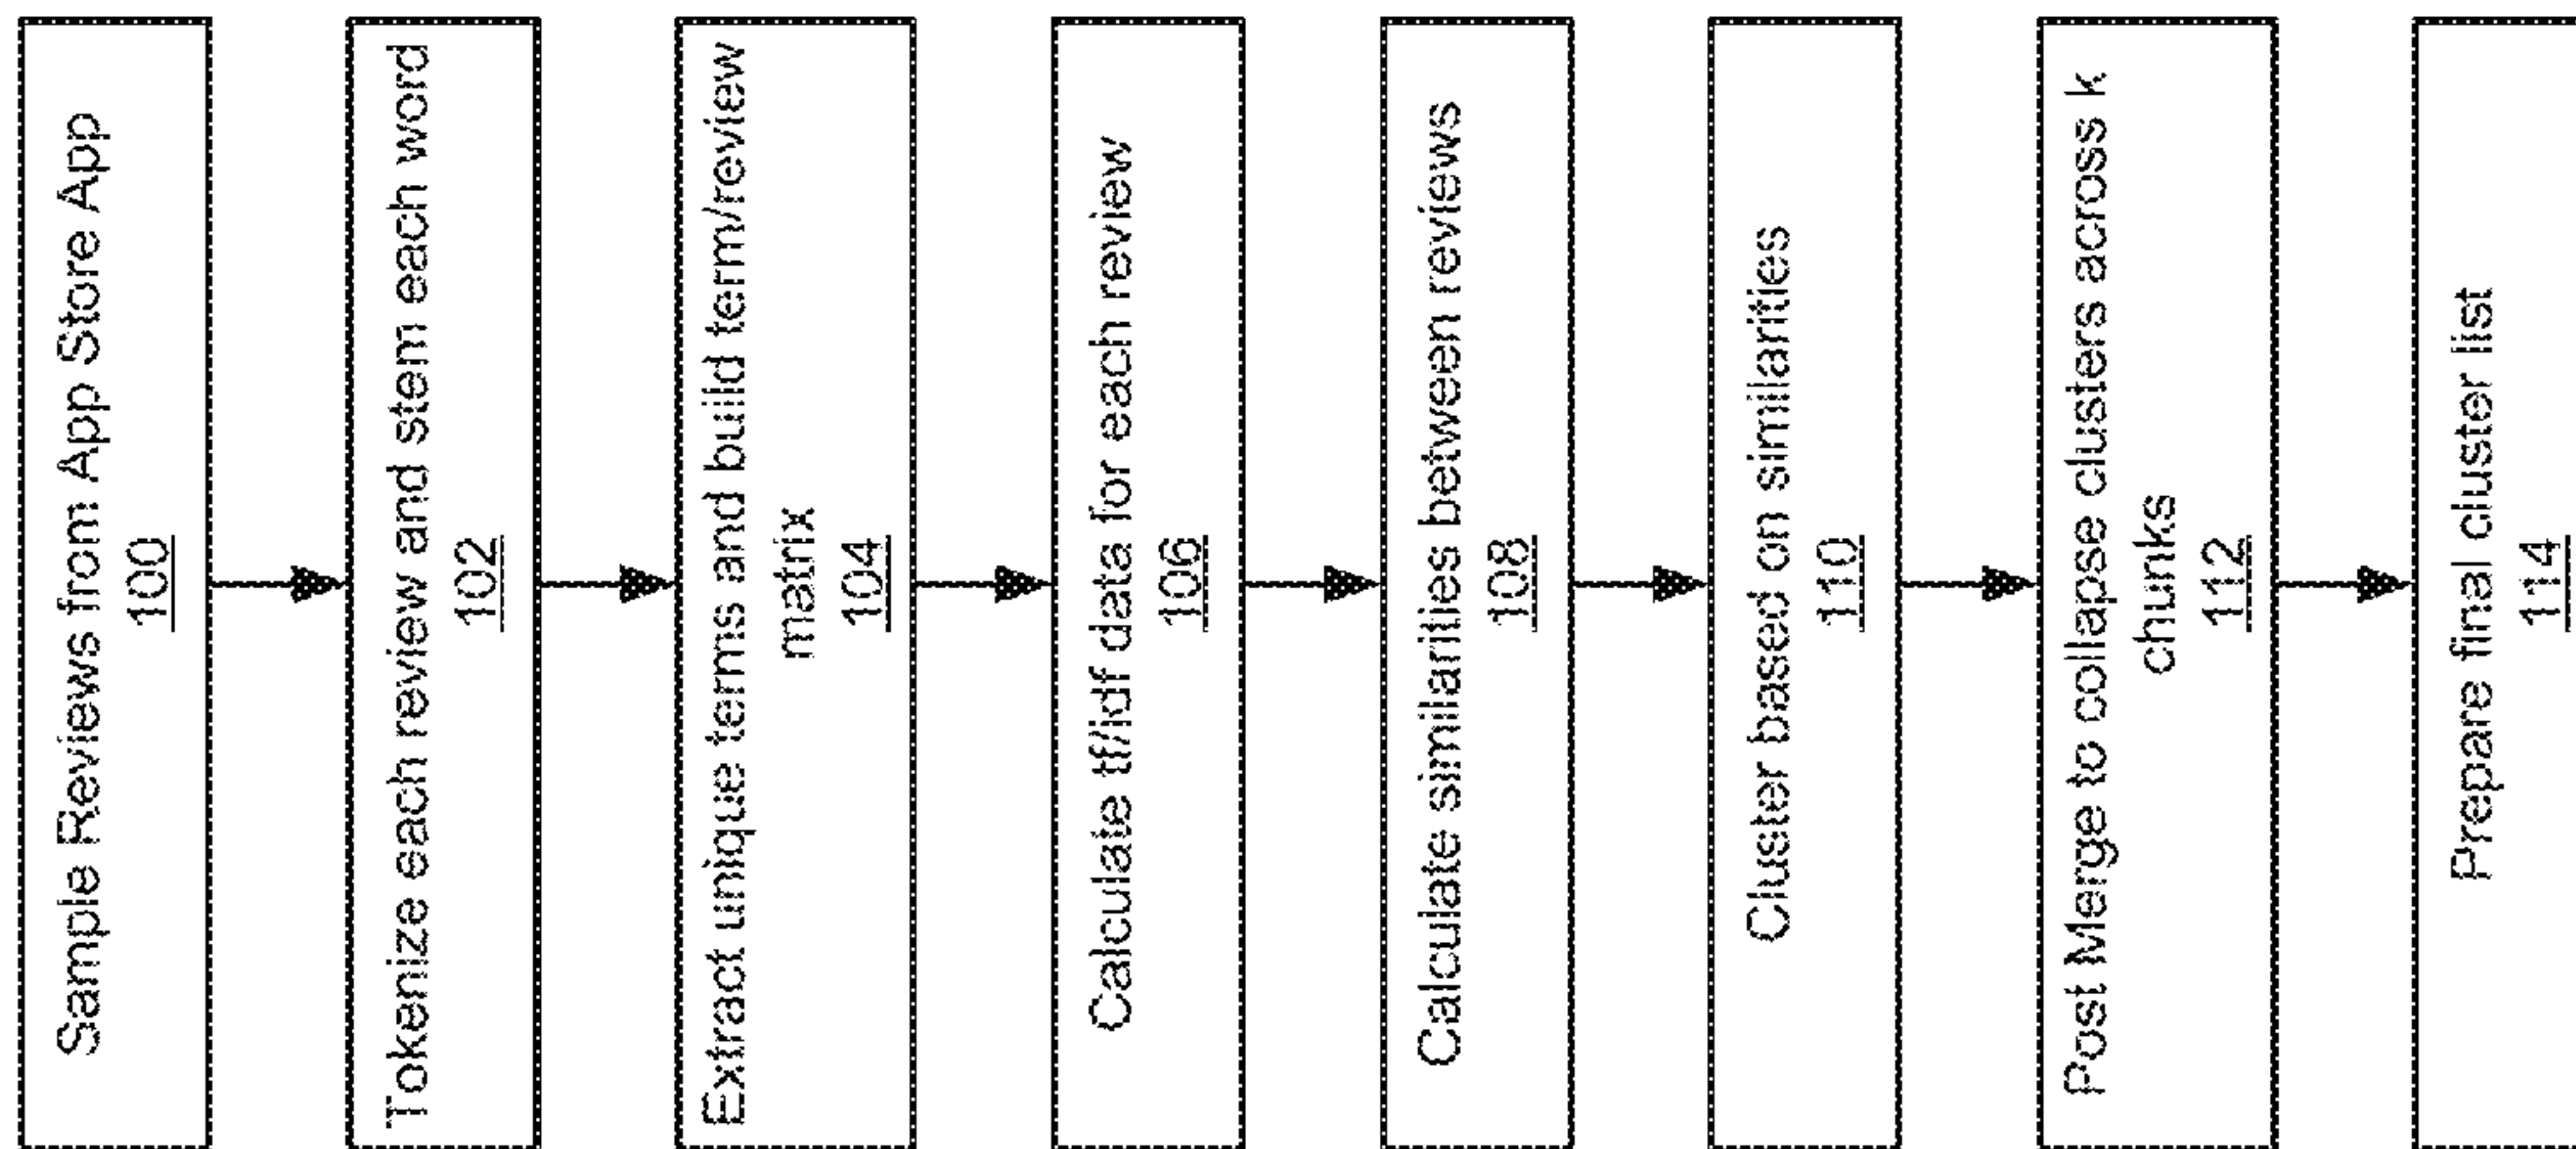 Sample Reviews from App Store App
100
Tokenize each review and stem each word
102
Extract unique terms and build term/review
matrix
104
Calculate tf/idf data for each review
106
Calculate similarities between reviews
108
Cluster based on similarities
110
Post Merge to collapse clusters across k
chunks
112
Prepare final cluster list
114